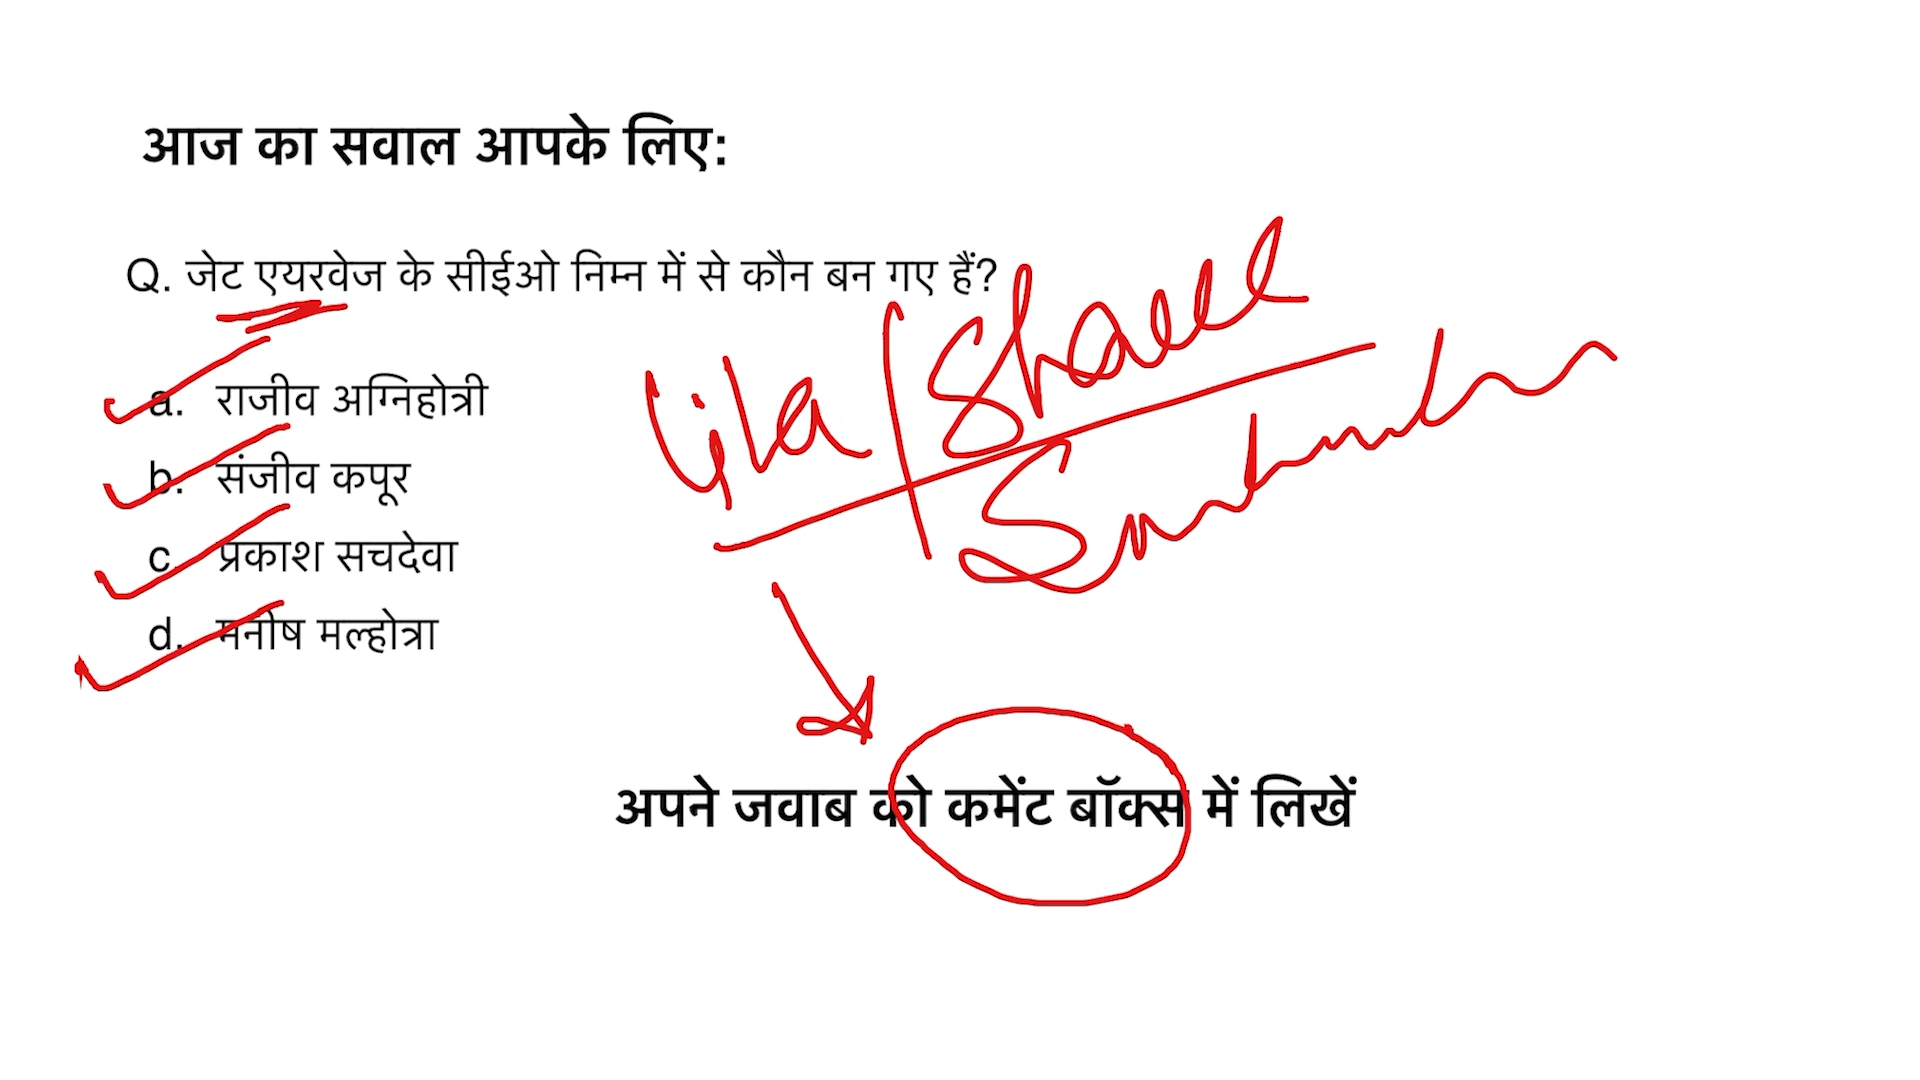 आज का सवाल आपके लिए:
Q. जेट एयरवेज के सीईओ निम्न में से कौन बन गए हैं?
a. राजीव अग्निहोत्री
b. संजीव कपूर
c. प्रकाश सचदेवा
d. मनीष मल्होत्रा
अपने जवाब को कमेंट बॉक्स में लिखें